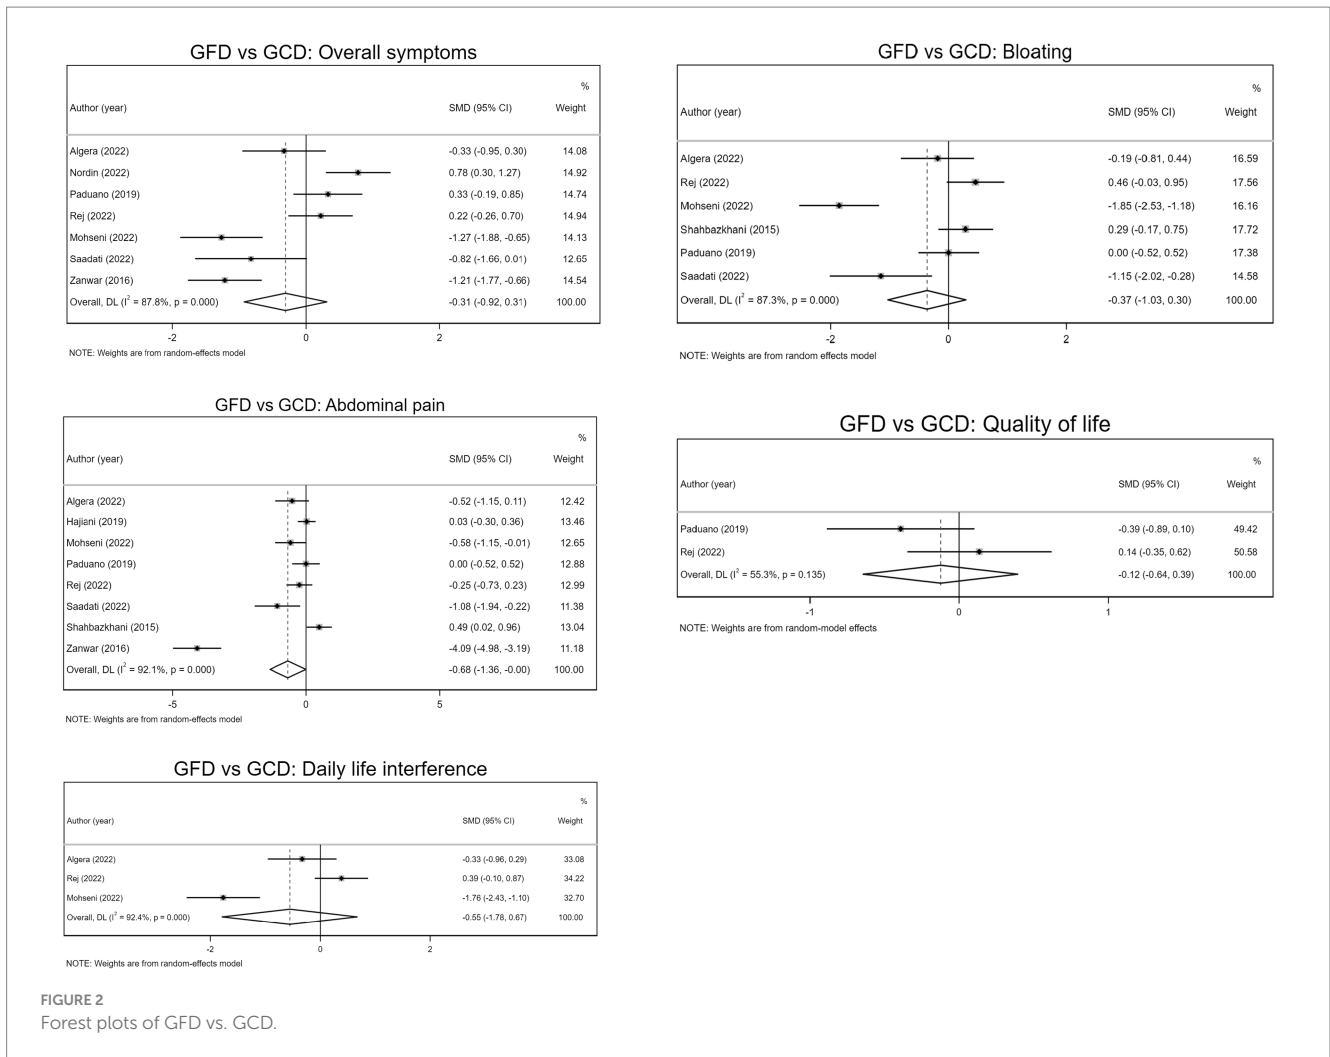 GFD vs GCD: Overall symptoms
%
Author (year) SMD (95% CI) Weight
Algera (2022) -0.33 (-0.95, 0.30) 14.08
Nordin (2022) 0.78 (0.30, 1.27) 14.92
Paduano (2019) 0.33 (-0.19, 0.85) 14.74
Rej (2022) 0.22 (-0.26, 0.70) 14.94
Mohseni (2022) -1.27 (-1.88, -0.65) 14.13
Saadati (2022) -0.82 (-1.66, 0.01) 12.65
Zanwar (2016) -1.21 (-1.77, -0.66) 14.54
Overall, DL (I² = 87.8%, p = 0.000) -0.31 (-0.92, 0.31) 100.00
-2 0 2
NOTE: Weights are from random-effects model
GFD vs GCD: Bloating
%
Author (year) SMD (95% CI) Weight
Algera (2022) -0.19 (-0.81, 0.44) 16.59
Rej (2022) 0.46 (-0.03, 0.95) 17.56
Mohseni (2022) -1.85 (-2.53, -1.18) 16.16
Shahbazkhani (2015) 0.29 (-0.17, 0.75) 17.72
Paduano (2019) 0.00 (-0.52, 0.52) 17.38
Saadati (2022) -1.15 (-2.02, -0.28) 14.58
Overall, DL (I² = 87.3%, p = 0.000) -0.37 (-1.03, 0.30) 100.00
-2 0 2
NOTE: Weights are from random effects model
GFD vs GCD: Abdominal pain
%
Author (year) SMD (95% CI) Weight
Algera (2022) -0.52 (-1.15, 0.11) 12.42
Hajiani (2019) 0.03 (-0.30, 0.36) 13.46
Mohseni (2022) -0.58 (-1.15, -0.01) 12.65
Paduano (2019) 0.00 (-0.52, 0.52) 12.88
Rej (2022) -0.25 (-0.73, 0.23) 12.99
Saadati (2022) -1.08 (-1.94, -0.22) 11.38
Shahbazkhani (2015) 0.49 (0.02, 0.96) 13.04
Zanwar (2016) -4.09 (-4.98, -3.19) 11.18
Overall, DL (I² = 92.1%, p = 0.000) -0.68 (-1.36, -0.00) 100.00
-5 0 5
NOTE: Weights are from random-effects model
GFD vs GCD: Quality of life
%
Author (year) SMD (95% CI) Weight
Paduano (2019) -0.39 (-0.89, 0.10) 49.42
Rej (2022) 0.14 (-0.35, 0.62) 50.58
Overall, DL (I² = 55.3%, p = 0.135) -0.12 (-0.64, 0.39) 100.00
-1 0 1
NOTE: Weights are from random-model effects
GFD vs GCD: Daily life interference
%
Author (year) SMD (95% CI) Weight
Algera (2022) -0.33 (-0.96, 0.29) 33.08
Rej (2022) 0.39 (-0.10, 0.87) 34.22
Mohseni (2022) -1.76 (-2.43, -1.10) 32.70
Overall, DL (I² = 92.4%, p = 0.000) -0.55 (-1.78, 0.67) 100.00
-2 0 2
NOTE: Weights are from random-effects model
FIGURE 2
Forest plots of GFD vs. GCD.